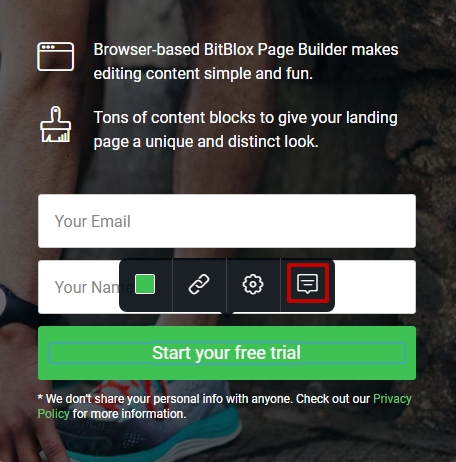 Browser-based BitBlox Page Builder makes
editing content simple and fun.
Tons of content blocks to give your landing
page a unique and distinct look.
Your Email
Your Nam
Start your free trial
* We don't share your personal info with anyone. Check out our Privacy
Policy for more information.